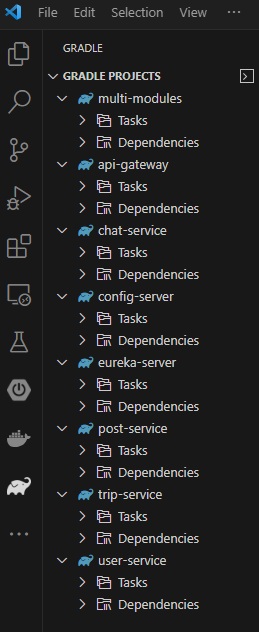 File Edit Selection View ···
GRADLE
GRADLE PROJECTS
multi-modules
Tasks
Dependencies
api-gateway
Tasks
Dependencies
chat-service
Tasks
Dependencies
config-server
Tasks
Dependencies
eureka-server
Tasks
Dependencies
post-service
Tasks
Dependencies
trip-service
Tasks
Dependencies
user-service
Tasks
Dependencies